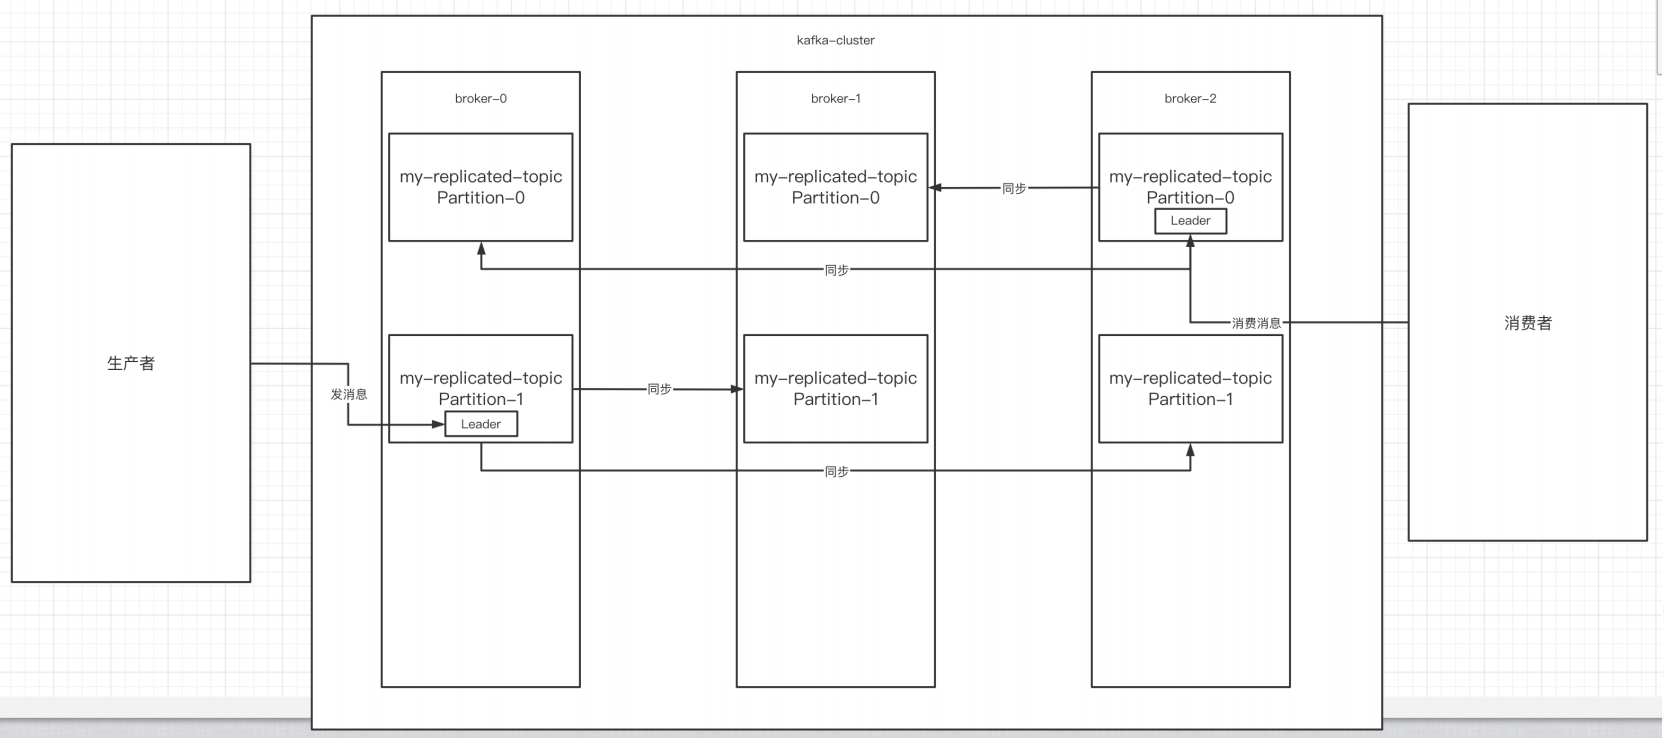 kafka-cluster
broker-0
broker-1
broker-2
my-replicated-topic
Partition-0
my-replicated-topic
Partition-0
同步
my-replicated-topic
Partition-0
Leader
同步
消费消息
消费者
生产者
发消息
my-replicated-topic
Partition-1
Leader
同步
my-replicated-topic
Partition-1
my-replicated-topic
Partition-1
同步